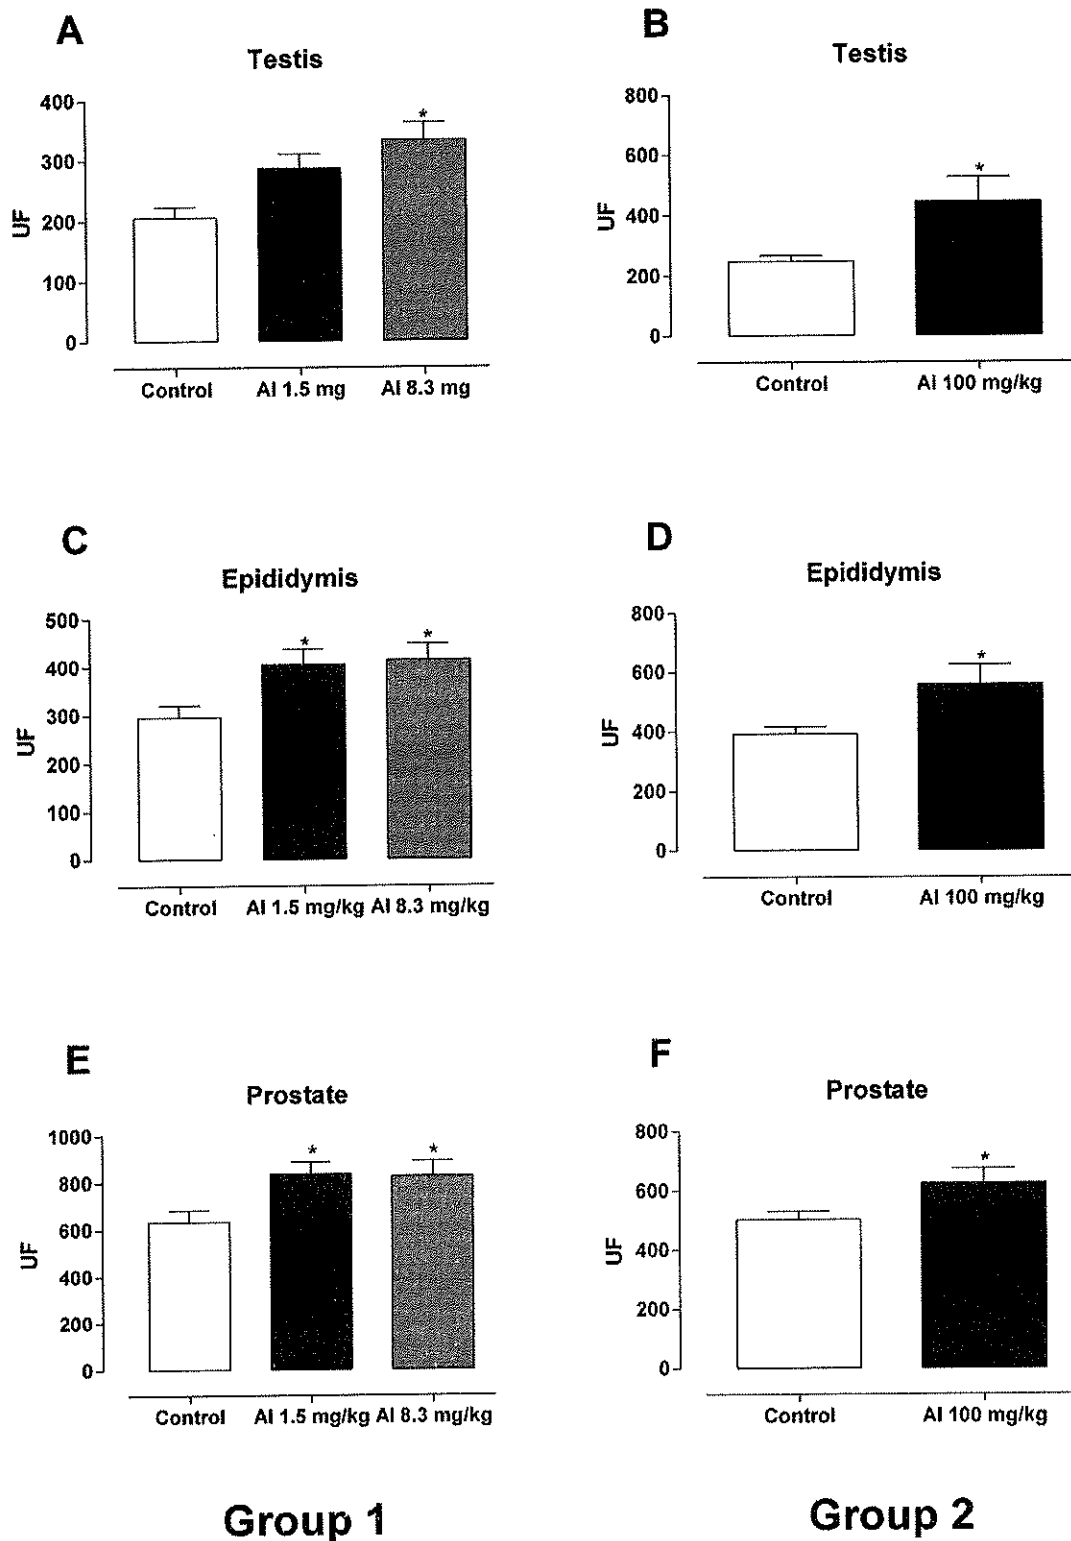 A
Testis
400
300
200
100
0
UF
*
Control
Al 1.5 mg
Al 8.3 mg
B
Testis
800
600
400
200
0
UF
*
Control
Al 100 mg/kg
C
Epididymis
500
400
300
200
100
0
UF
*
*
Control
Al 1.5 mg/kg
Al 8.3 mg/kg
D
Epididymis
800
600
400
200
0
UF
*
Control
Al 100 mg/kg
E
Prostate
1000
800
600
400
200
0
UF
*
*
Control
Al 1.5 mg/kg
Al 8.3 mg/kg
F
Prostate
800
600
400
200
0
UF
*
Control
Al 100 mg/kg
Group 1
Group 2